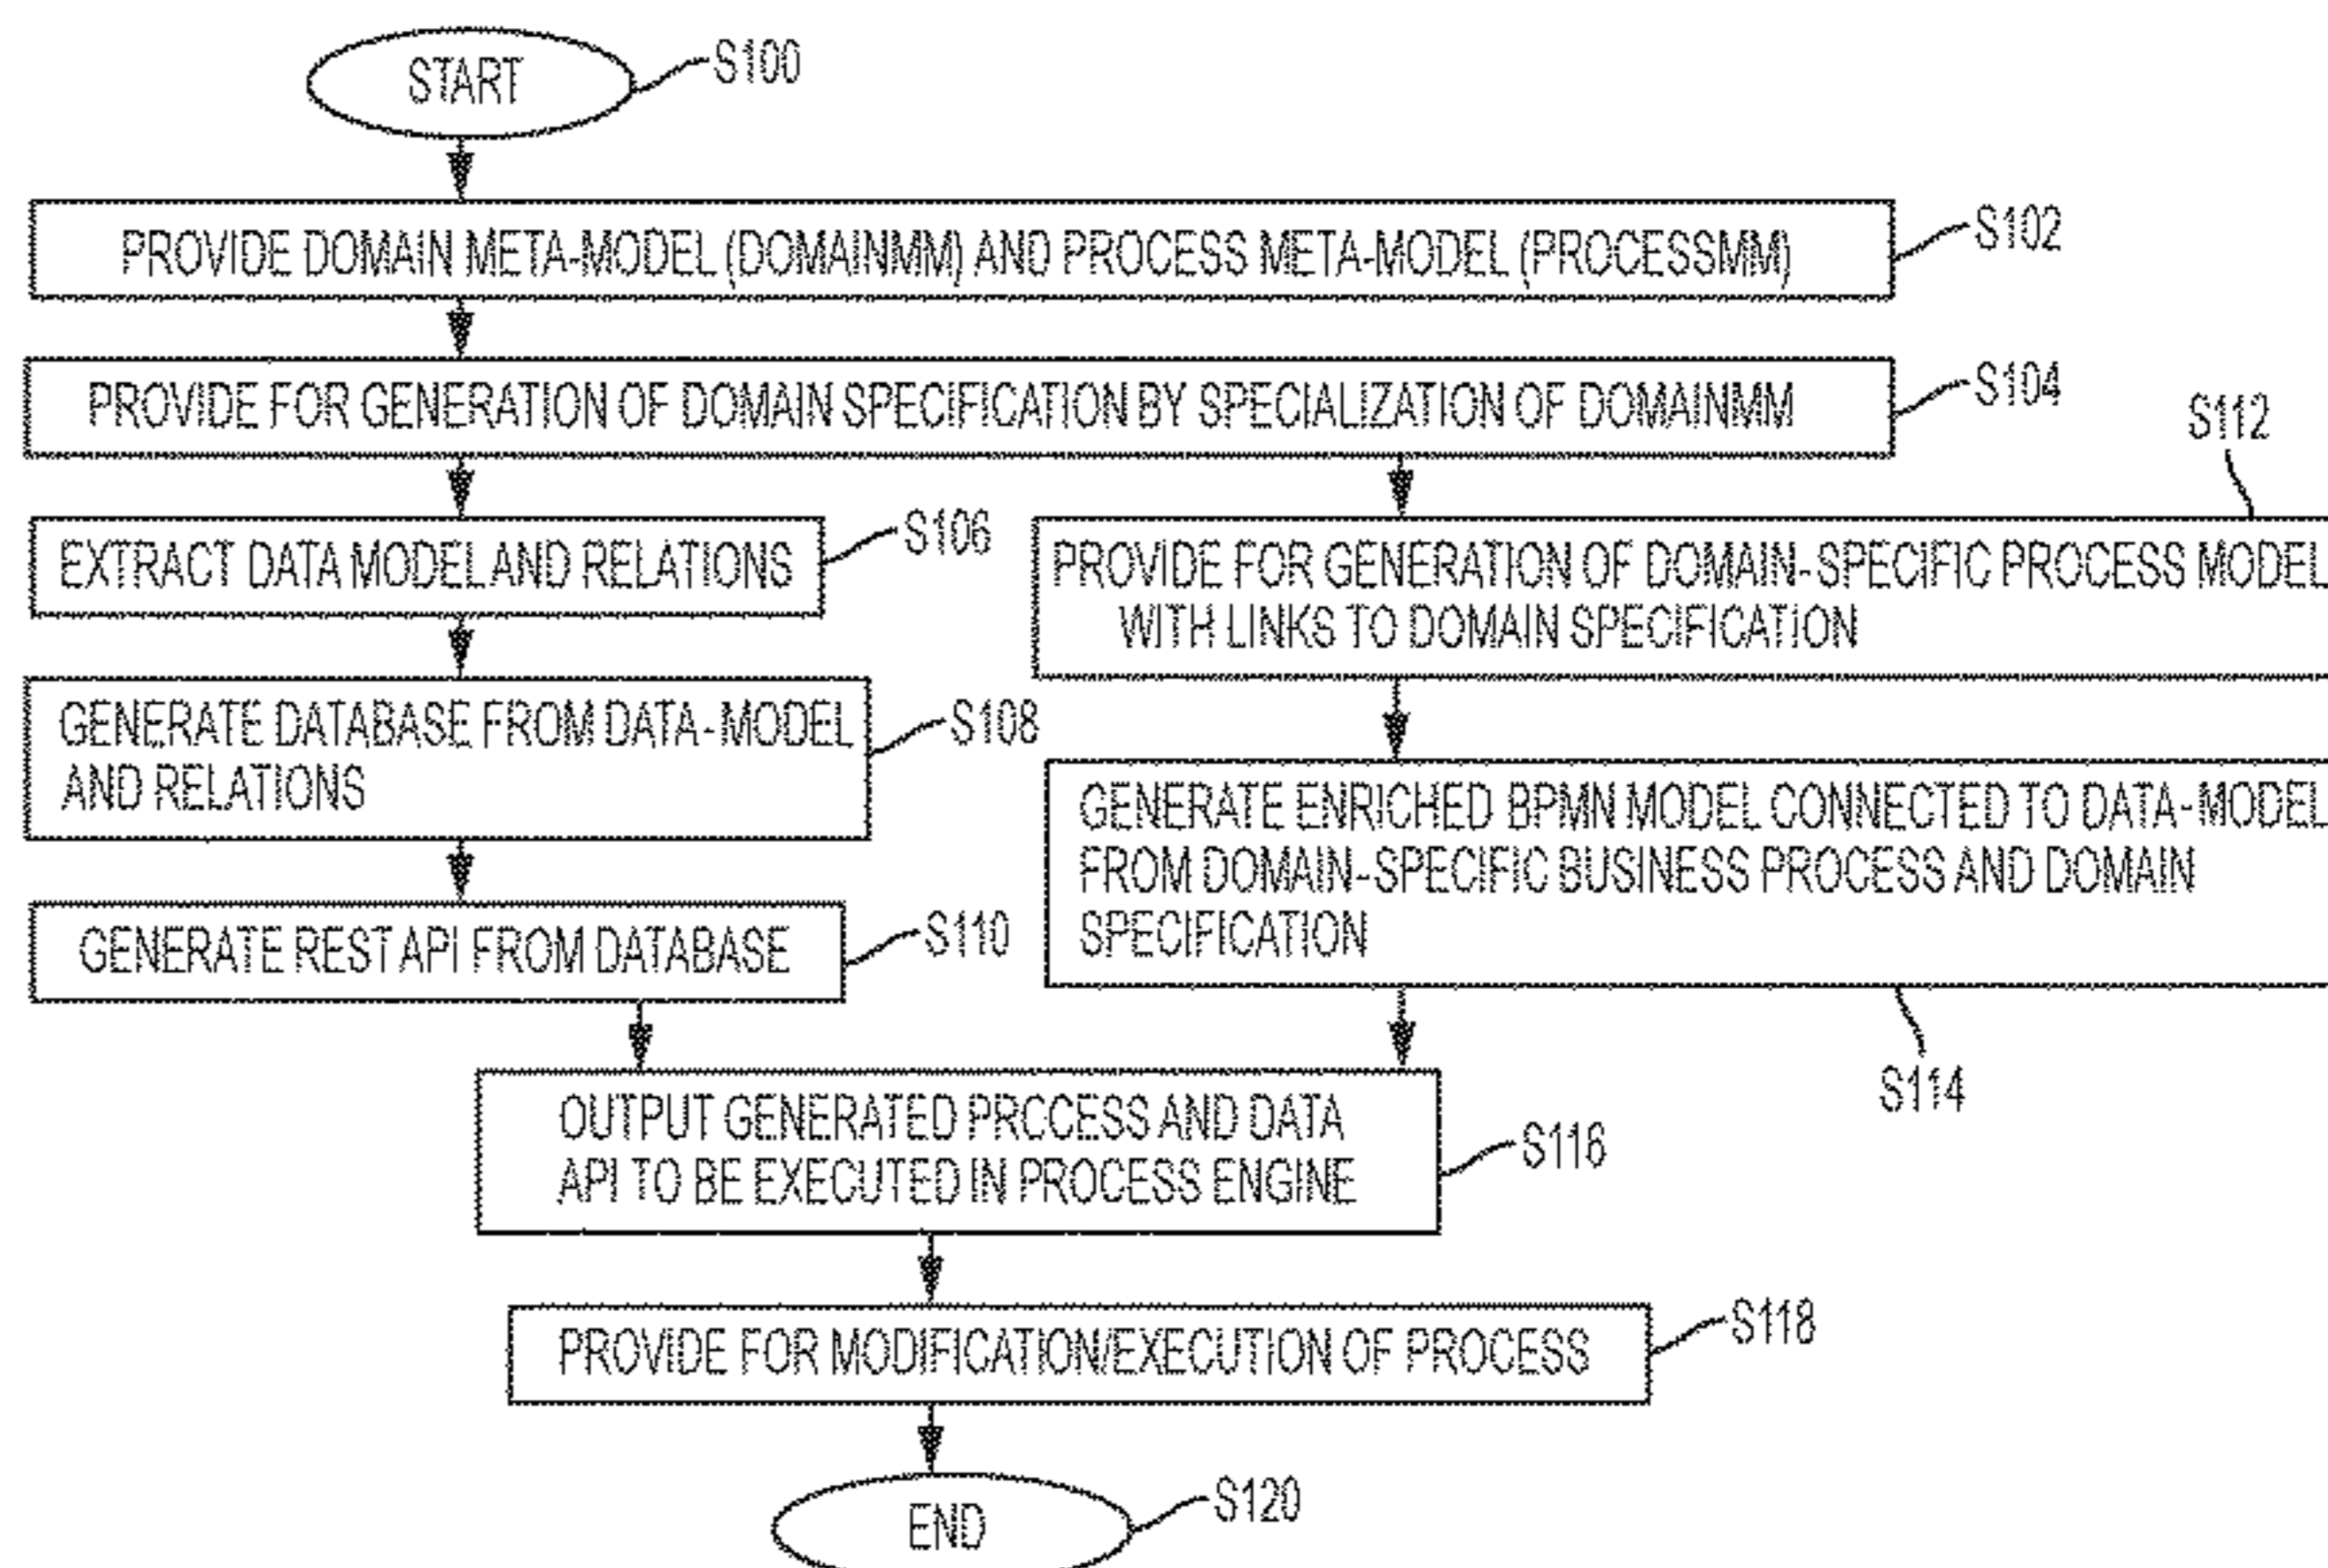 START
S100
PROVIDE DOMAIN META-MODEL (DOMAINMM) AND PROCESS META-MODEL (PROCESSMM)
S102
PROVIDE FOR GENERATION OF DOMAIN SPECIFICATION BY SPECIALIZATION OF DOMAINMM
S104
S112
EXTRACT DATA MODEL AND RELATIONS
S106
PROVIDE FOR GENERATION OF DOMAIN-SPECIFIC PROCESS MODEL
WITH LINKS TO DOMAIN SPECIFICATION
GENERATE DATABASE FROM DATA-MODEL
AND RELATIONS
S108
GENERATE ENRICHED BPMN MODEL CONNECTED TO DATA-MODEL
FROM DOMAIN-SPECIFIC BUSINESS PROCESS AND DOMAIN
SPECIFICATION
GENERATE REST API FROM DATABASE
S110
S114
OUTPUT GENERATED PROCESS AND DATA
API TO BE EXECUTED IN PROCESS ENGINE
S116
PROVIDE FOR MODIFICATION/EXECUTION OF PROCESS
S118
END
S120